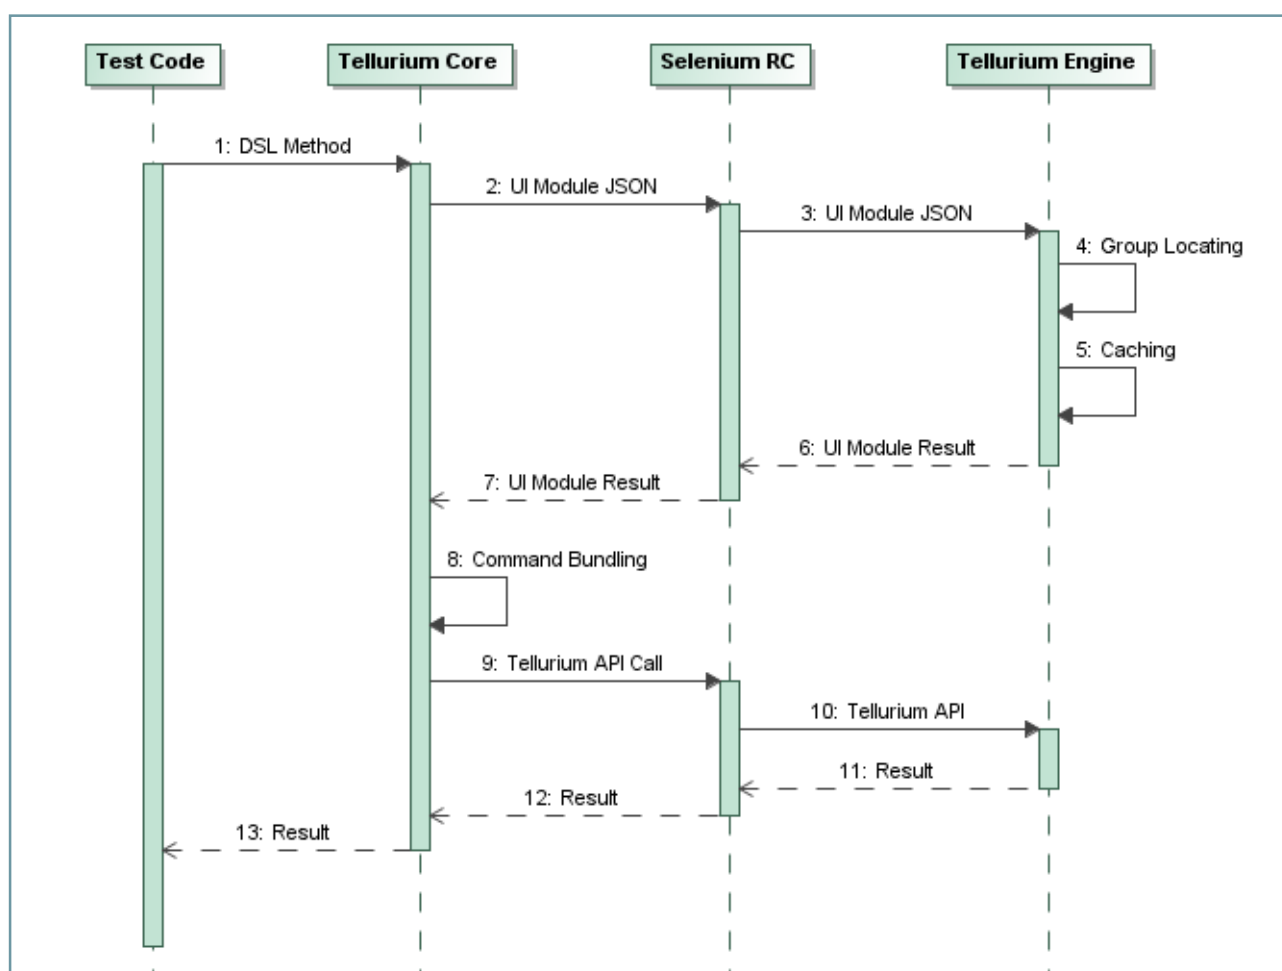 Test Code
Tellurium Core
Selenium RC
Tellurium Engine
1: DSL Method
2: UI Module JSON
3: UI Module JSON
4: Group Locating
5: Caching
6: UI Module Result
7: UI Module Result
8: Command Bundling
9: Tellurium API Call
10: Tellurium API
11: Result
12: Result
13: Result